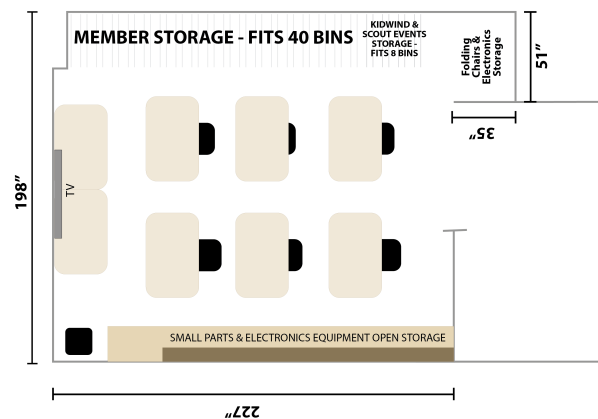 MEMBER STORAGE - FITS 40 BINS
KIDWIND &
SCOUT EVENTS
STORAGE -
FITS 8 BINS
Folding
Chairs &
Electronics
Storage
51”
35”
198”
TV
SMALL PARTS & ELECTRONICS EQUIPMENT OPEN STORAGE
227”